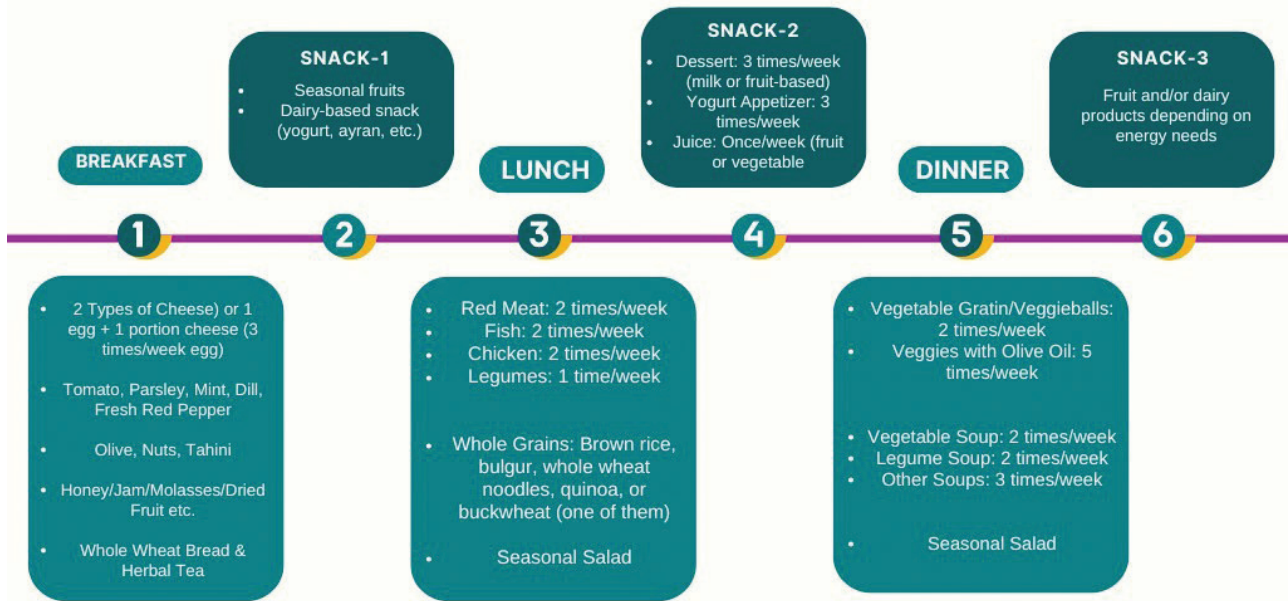 BREAKFAST
1
2 Types of Cheese) or 1
egg + 1 portion cheese (3
times/week egg)
Tomato, Parsley, Mint, Dill,
Fresh Red Pepper
Olive, Nuts, Tahini
Honey/Jam/Molasses/Dried
Fruit etc.
Whole Wheat Bread &
Herbal Tea
SNACK-1
Seasonal fruits
Dairy-based snack
(yogurt, ayran, etc.)
2
LUNCH
3
Red Meat: 2 times/week
Fish: 2 times/week
Chicken: 2 times/week
Legumes: 1 time/week
Whole Grains: Brown rice,
bulgur, whole wheat
noodles, quinoa, or
buckwheat (one of them)
Seasonal Salad
SNACK-2
Dessert: 3 times/week
(milk or fruit-based)
Yogurt Appetizer: 3
times/week
Juice: Once/week (fruit
or vegetable
4
DINNER
5
Vegetable Gratin/Veggieballs:
2 times/week
Veggies with Olive Oil: 5
times/week
Vegetable Soup: 2 times/week
Legume Soup: 2 times/week
Other Soups: 3 times/week
Seasonal Salad
SNACK-3
Fruit and/or dairy
products depending on
energy needs
6